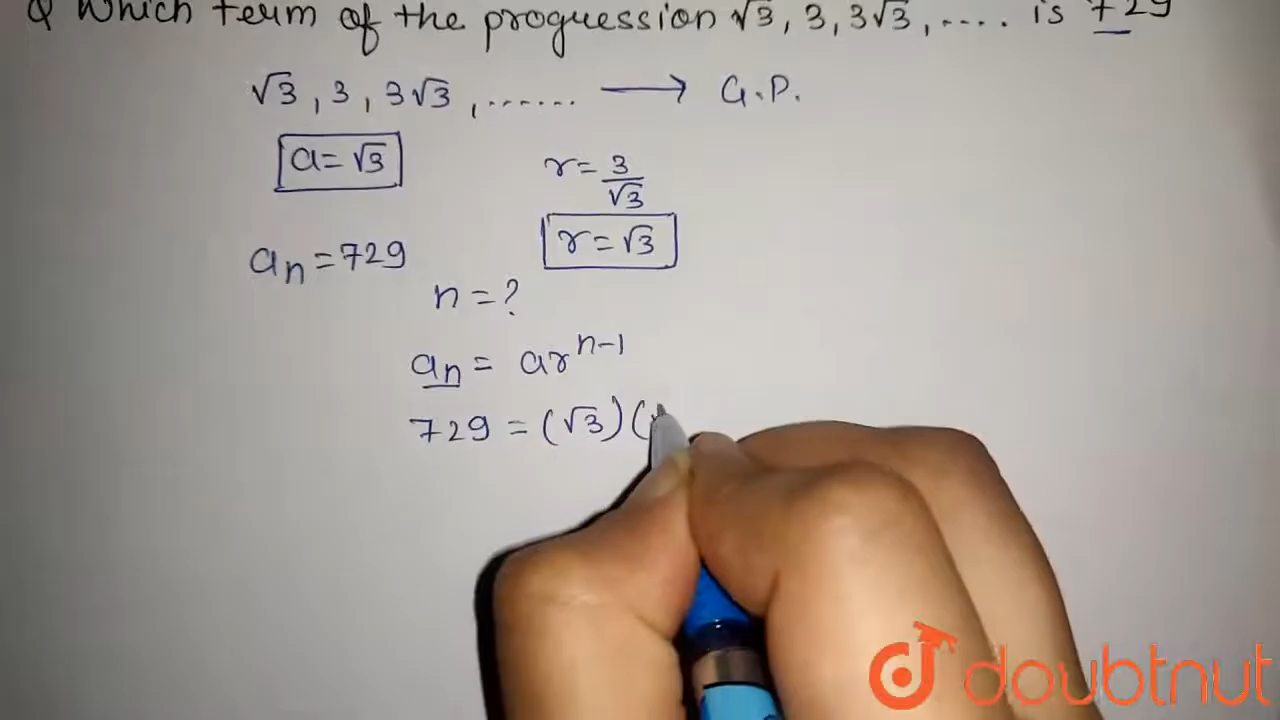 Q Which term of the progression √3, 3, 3√3, .... is 729
√3, 3, 3√3, ...... → G.P.
a = √3
r = 3/√3
r = √3
an = 729
n = ?
an = ar^(n-1)
729 = (√3)(
doubtnut